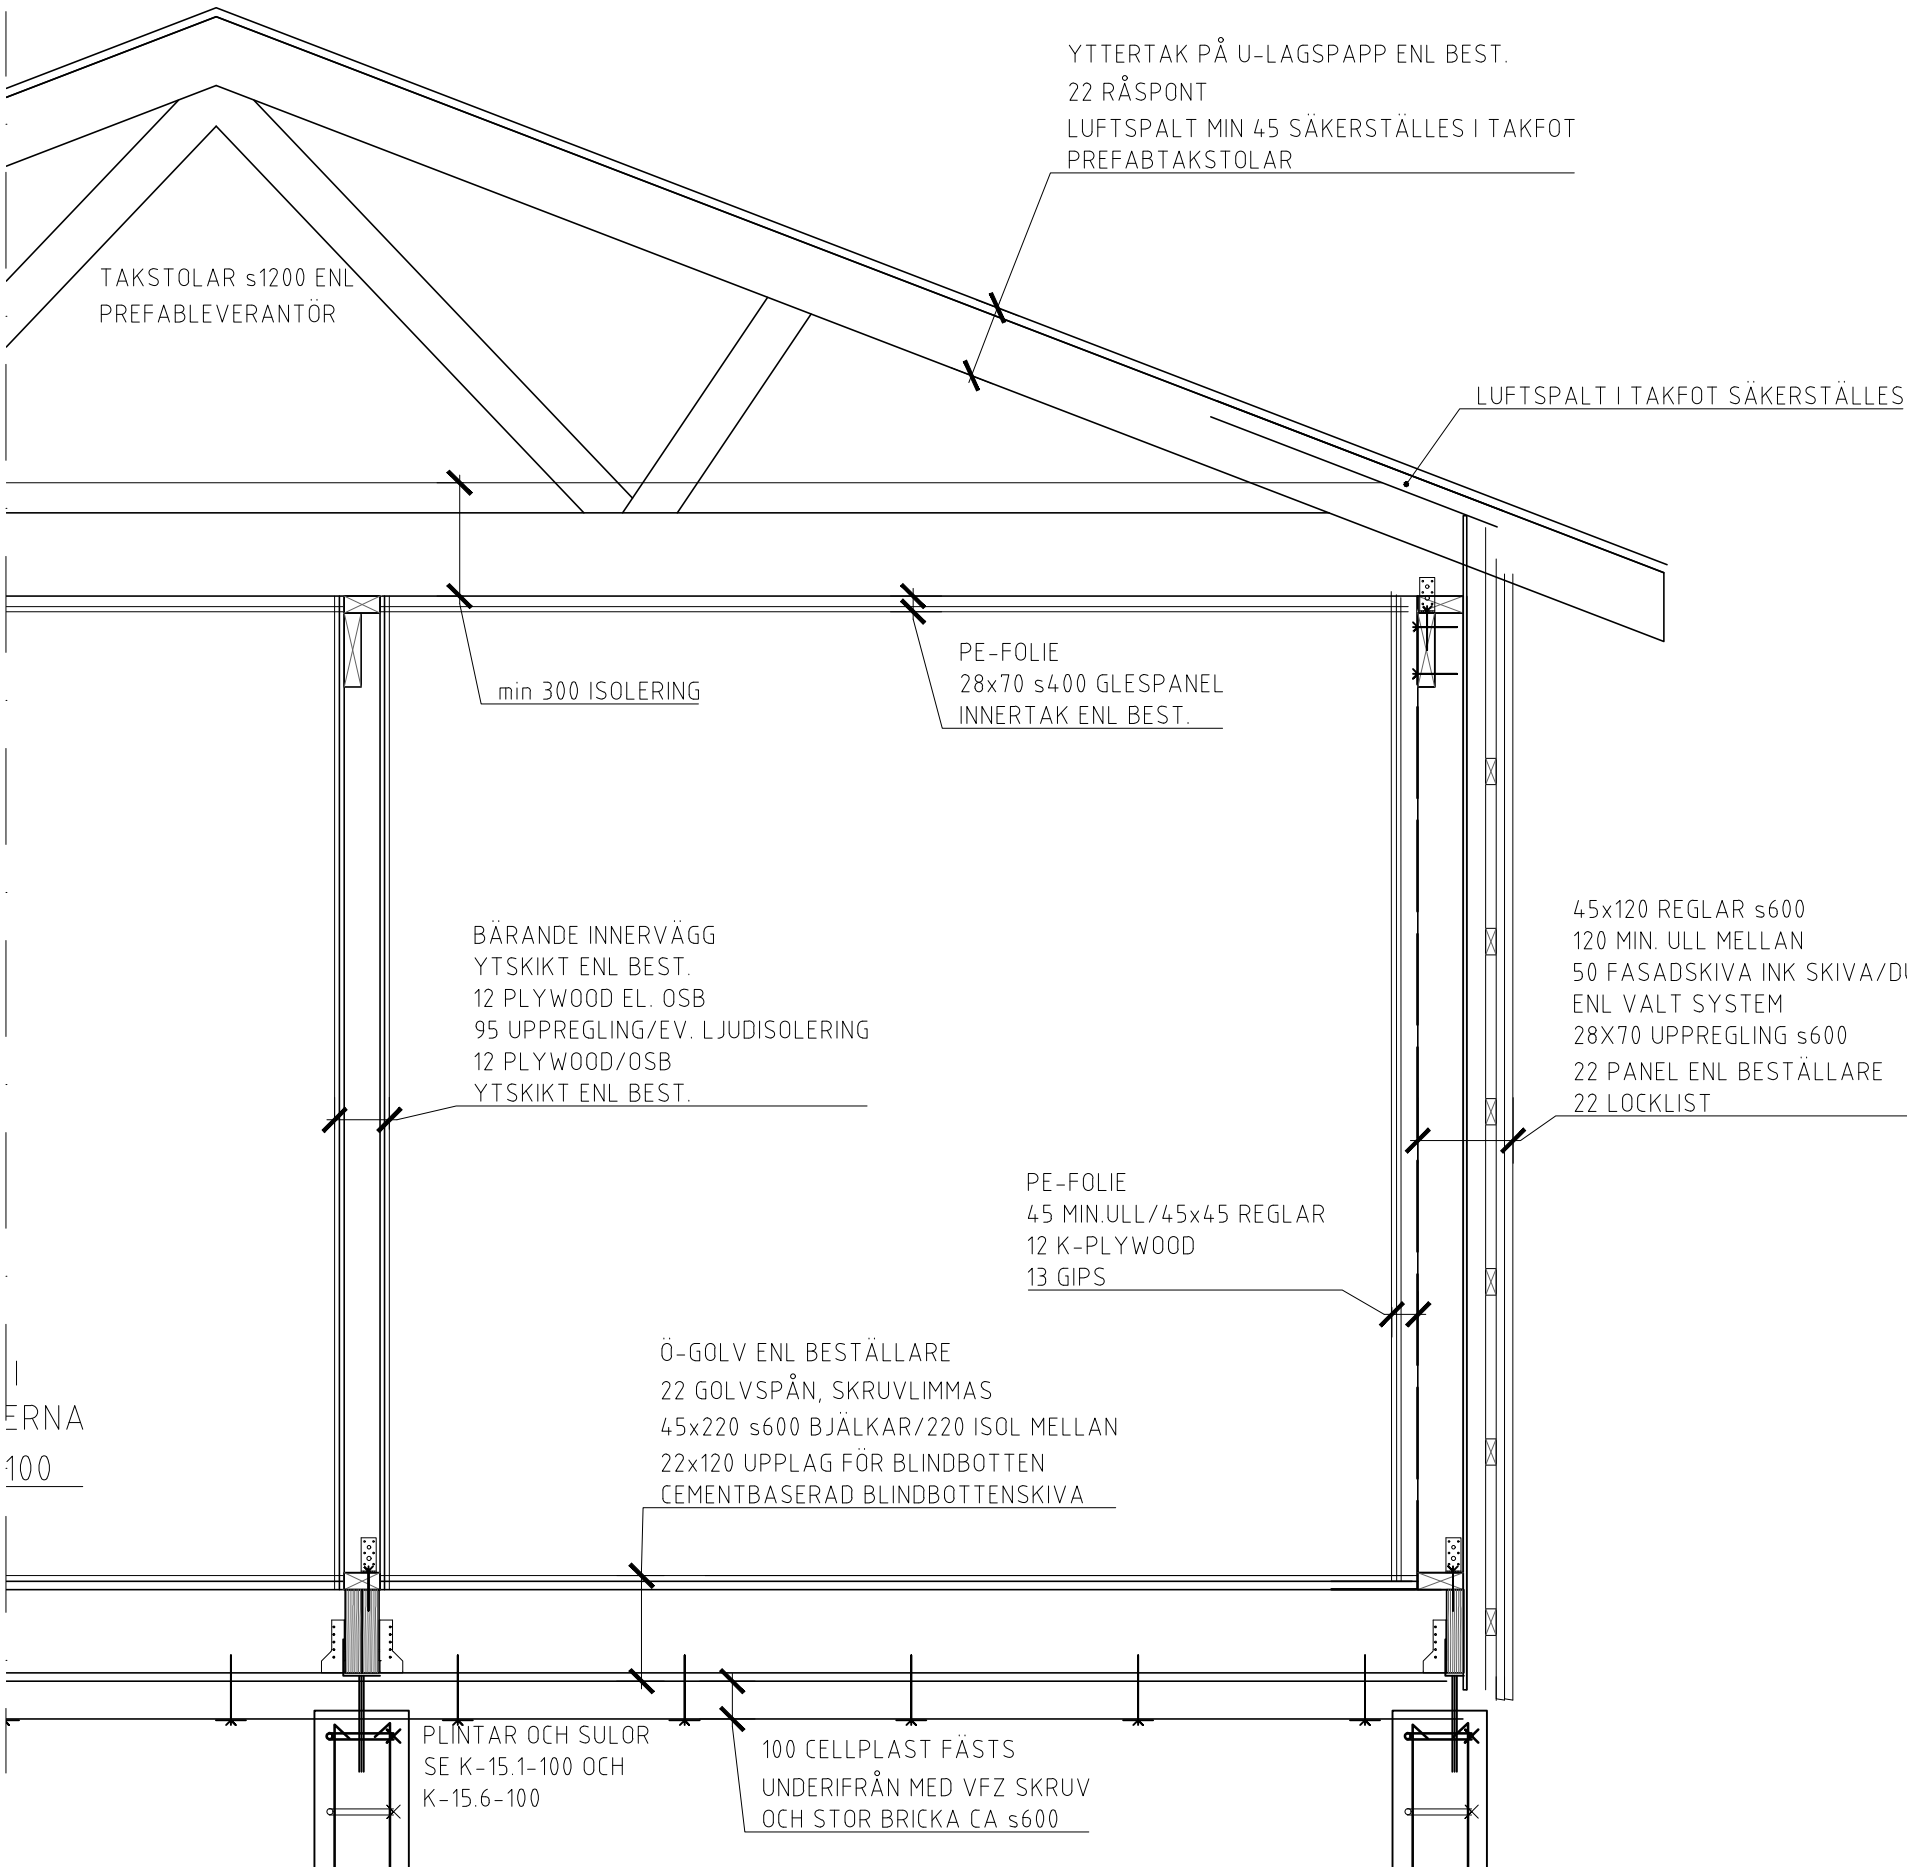 YTTERTAK PÅ U-LAGSPAPP ENL BEST.
22 RÅSPONT
LUFTSPALT MIN 45 SÄKERSTÄLLES I TAKFOT
PREFABTAKSTOLAR
TAKSTOLAR s1200 ENL
PREFABLEVERANTÖR
LUFTSPALT I TAKFOT SÄKERSTÄLLES
min 300 ISOLERING
PE-FOLIE
28x70 s400 GLESPANEL
INNERTAK ENL BEST.
BÄRANDE INNERVÄGG
YTSKIKT ENL BEST.
12 PLYWOOD EL. OSB
95 UPPREGLING/EV. LJUDISOLERING
12 PLYWOOD/OSB
YTSKIKT ENL BEST.
45x120 REGLAR s600
120 MIN. ULL MELLAN
50 FASADSKIVA INK SKIVA/
ENL VALT SYSTEM
28X70 UPPREGLING s600
22 PANEL ENL BESTÄLLARE
22 LOCKLIST
PE-FOLIE
45 MIN.ULL/45x45 REGLAR
12 K-PLYWOOD
13 GIPS
Ö-GOLV ENL BESTÄLLARE
22 GOLVSPÅN, SKRUVLIMMAS
45x220 s600 BJÄLKAR/220 ISOL MELLAN
22x120 UPPLAG FÖR BLINDBOTTEN
CEMENTBASERAD BLINDBOTTENSKIVA
ERNA
100
PLINTAR OCH SULOR
SE K-15.1-100 OCH
K-15.6-100
100 CELLPLAST FÄSTS
UNDERIFRÅN MED VFZ SKRUV
OCH STOR BRICKA CA s600